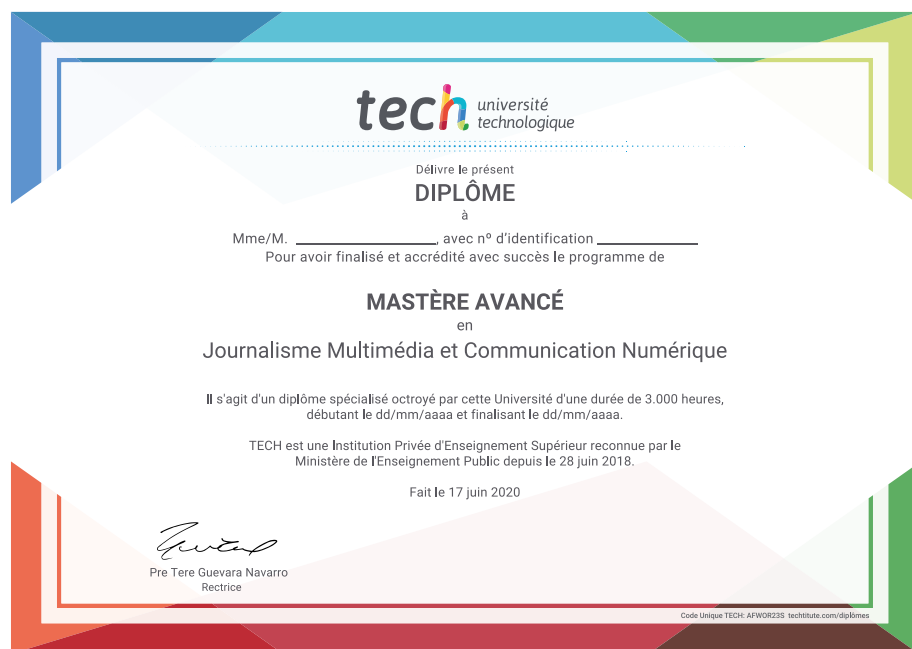 tech université
technologique
Délivre le présent
DIPLÔME
à
Mme/M. ____________________, avec nº d'identification ______________
Pour avoir finalisé et accrédité avec succès le programme de
MASTÈRE AVANCÉ
en
Journalisme Multimédia et Communication Numérique
Il s'agit d'un diplôme spécialisé octroyé par cette Université d'une durée de 3.000 heures,
débutant le dd/mm/aaaa et finalisant le dd/mm/aaaa.
TECH est une Institution Privée d'Enseignement Supérieur reconnue par le
Ministère de l'Enseignement Public depuis le 28 juin 2018.
Fait le 17 juin 2020
Pre Tere Guevara Navarro
Rectrice
Code Unique TECH: AFWOR23S techtitute.com/diplômes